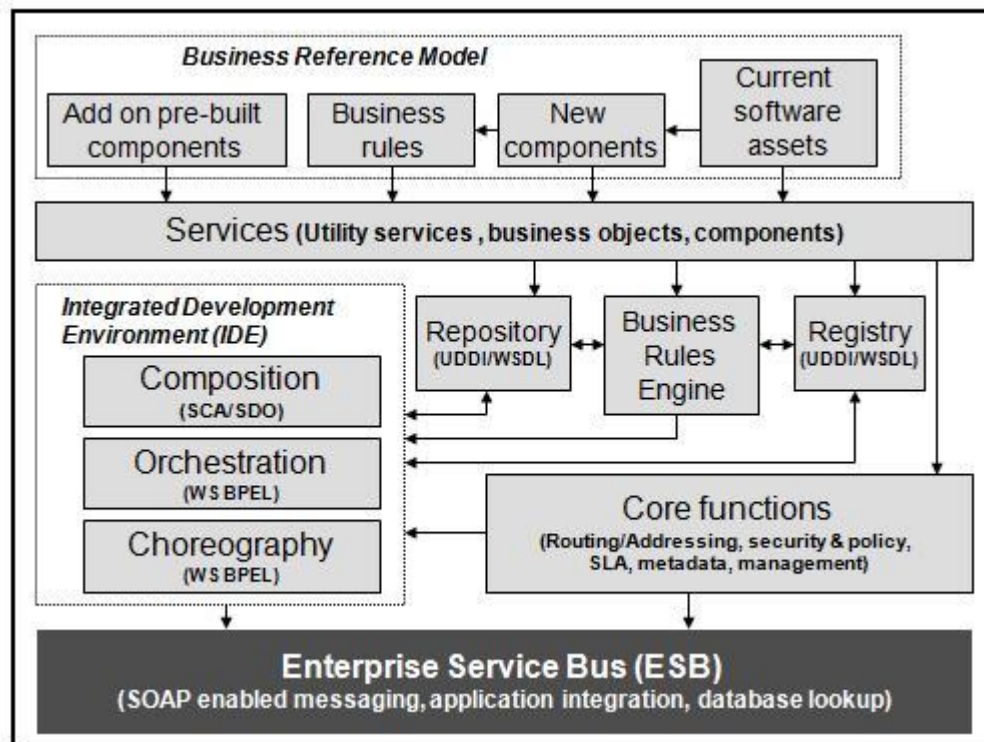 Business Reference Model
Add on pre-built
components
Business
rules
New
components
Current
software
assets
Services (Utility services , business objects, components)
Integrated Development
Environment (IDE)
Composition
(SCA/SDO)
Orchestration
(WS BPEL)
Choreography
(WS BPEL)
Repository
(UDDI/WSDL)
Business
Rules
Engine
Registry
(UDDI/WSDL)
Core functions
(Routing/Addressing, security & policy,
SLA, metadata, management)
Enterprise Service Bus (ESB)
(SOAP enabled messaging, application integration, database lookup)